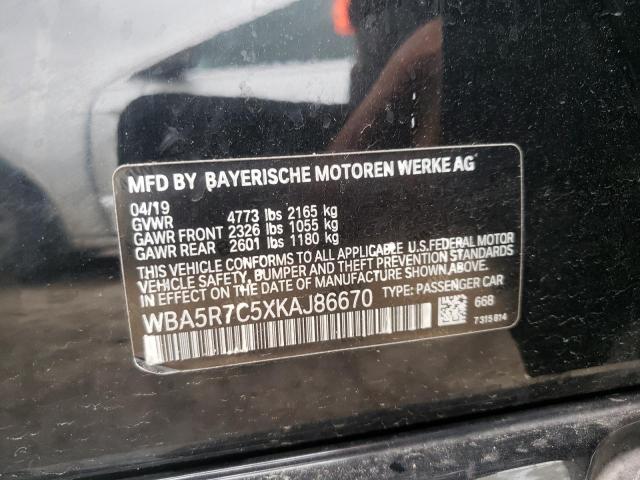 MFD BY BAYERISCHE MOTOREN WERKE AG
04/19
GVWR 4773 lbs 2165 kg
GAWR FRONT 2326 lbs 1055 kg
GAWR REAR 2601 lbs 1180 kg
THIS VEHICLE CONFORMS TO ALL APPLICABLE U.S. FEDERAL MOTOR
VEHICLE SAFETY, BUMPER AND THEFT PREVENTION STANDARDS
IN EFFECT ON THE DATE OF MANUFACTURE SHOWN ABOVE.
WBA5R7C5XKAJ86670 TYPE: PASSENGER CAR
668
7315814